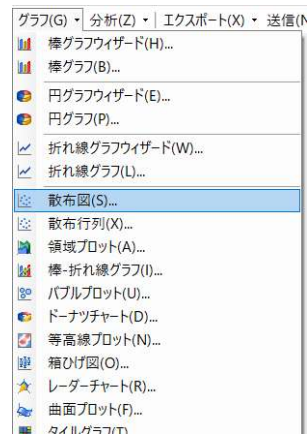 グラフ(G) ▾ 分析(Z) ▾ エクスポート(X) ▾ 送信(N
棒グラフウィザード(H)...
棒グラフ(B)...
円グラフウィザード(E)...
円グラフ(P)...
折れ線グラフウィザード(W)...
折れ線グラフ(L)...
散布図(S)...
散布行列(X)...
領域プロット(A)...
棒-折れ線グラフ(I)...
バブルプロット(U)...
ドーナツチャート(D)...
等高線プロット(N)...
箱ひげ図(O)...
レーダーチャート(R)...
曲面プロット(F)...
タイルグラフ(T)...